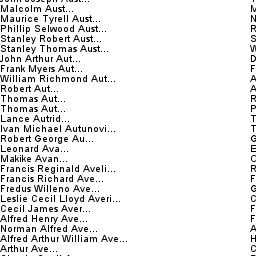 Malcolm Aust... M
Maurice Tyrell Aust... N
Phillip Selwood Aust... R
Stanley Robert Aust... S
Stanley Thomas Aust... W
John Arthur Aut... D
Frank Myers Aut... F
William Richmond Aut... A
Robert Aut... A
Thomas Aut... R
Thomas Aut... P
Lance Autrid... T
Ivan Michael Autunovi... T
Robert George Au... G
Leonard Ava... E
Makike Avan... C
Francis Reginald Aveli... R
Francis Richard Ave... F
Fredus Willeno Ave... G
Leslie Cecil Lloyd Averi... C
Cecil James Aver... F
Alfred Henry Ave... F
Norman Alfred Ave... A
Alfred Arthur William Ave... H
Arthur Ave... C